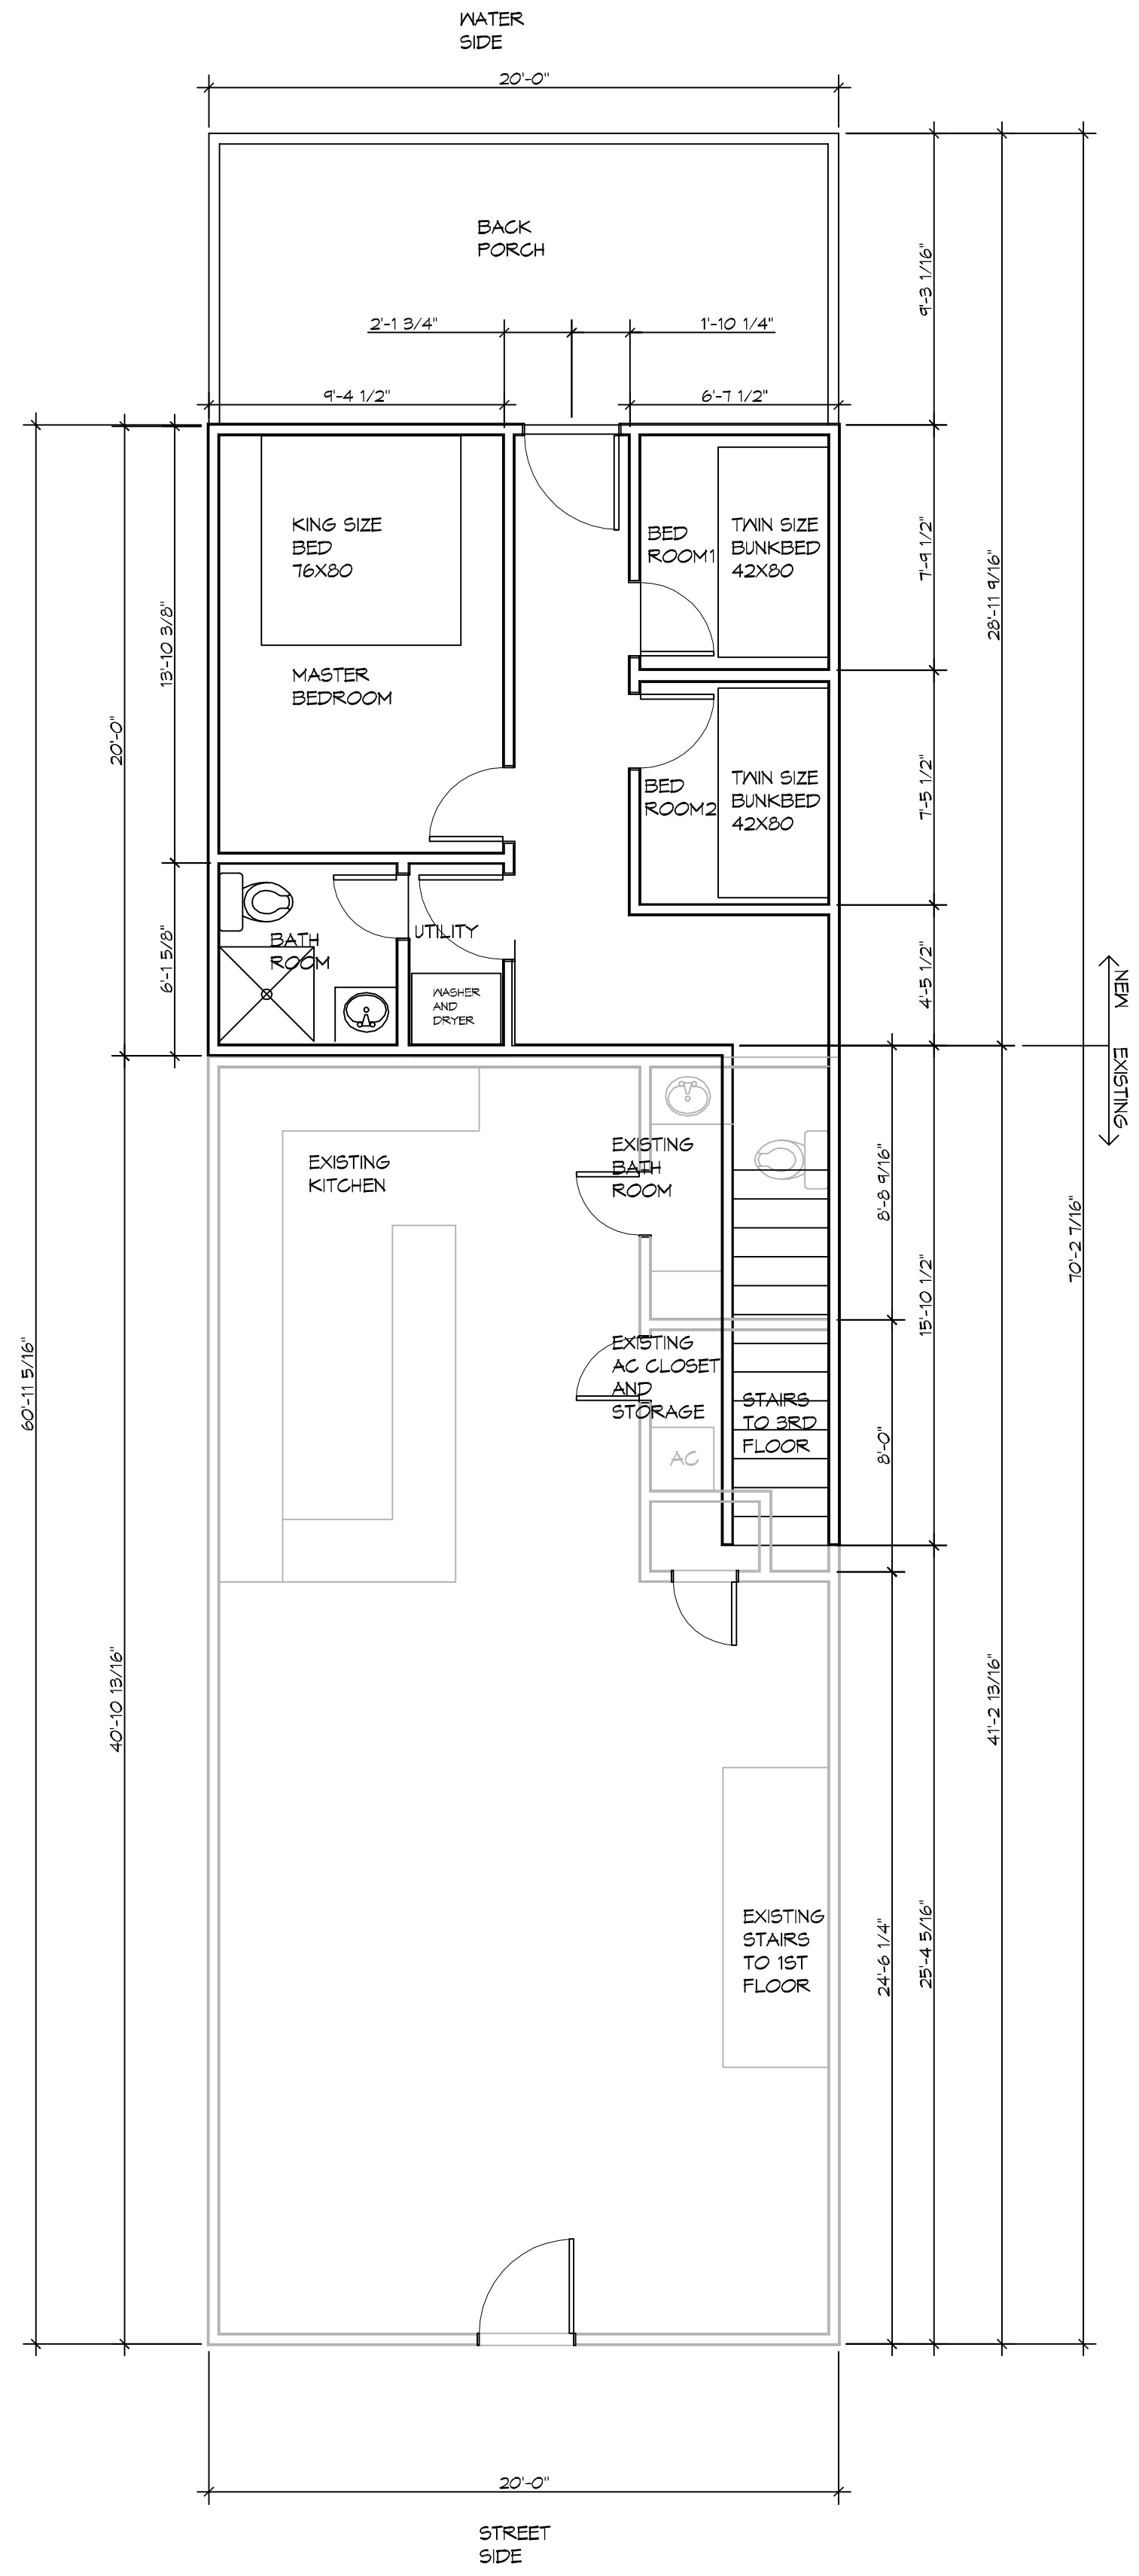 WATER
SIDE
20'-0"
BACK
PORCH
9'-3 1/16"
2'-1 3/4"
1'-10 1/4"
9'-4 1/2"
6'-7 1/2"
KING SIZE
BED
76X80
BED
ROOM1
TWIN SIZE
BUNKBED
42X80
7'-9 1/2"
28'-11 9/16"
13'-10 3/8"
MASTER
BEDROOM
20'-0"
BED
ROOM2
TWIN SIZE
BUNKBED
42X80
7'-5 1/2"
6'-1 5/8"
BATH
ROOM
UTILITY
WASHER
AND
DRYER
4'-5 1/2"
NEW
EXISTING
EXISTING
KITCHEN
EXISTING
BATH
ROOM
8'-8 9/16"
70'-2 7/16"
15'-10 1/2"
60'-11 5/16"
EXISTING
AC CLOSET
AND
STORAGE
STAIRS
TO 3RD
FLOOR
AC
8'-0"
40'-10 13/16"
41'-2 13/16"
EXISTING
STAIRS
TO 1ST
FLOOR
24'-6 1/4"
25'-4 5/16"
20'-0"
STREET
SIDE